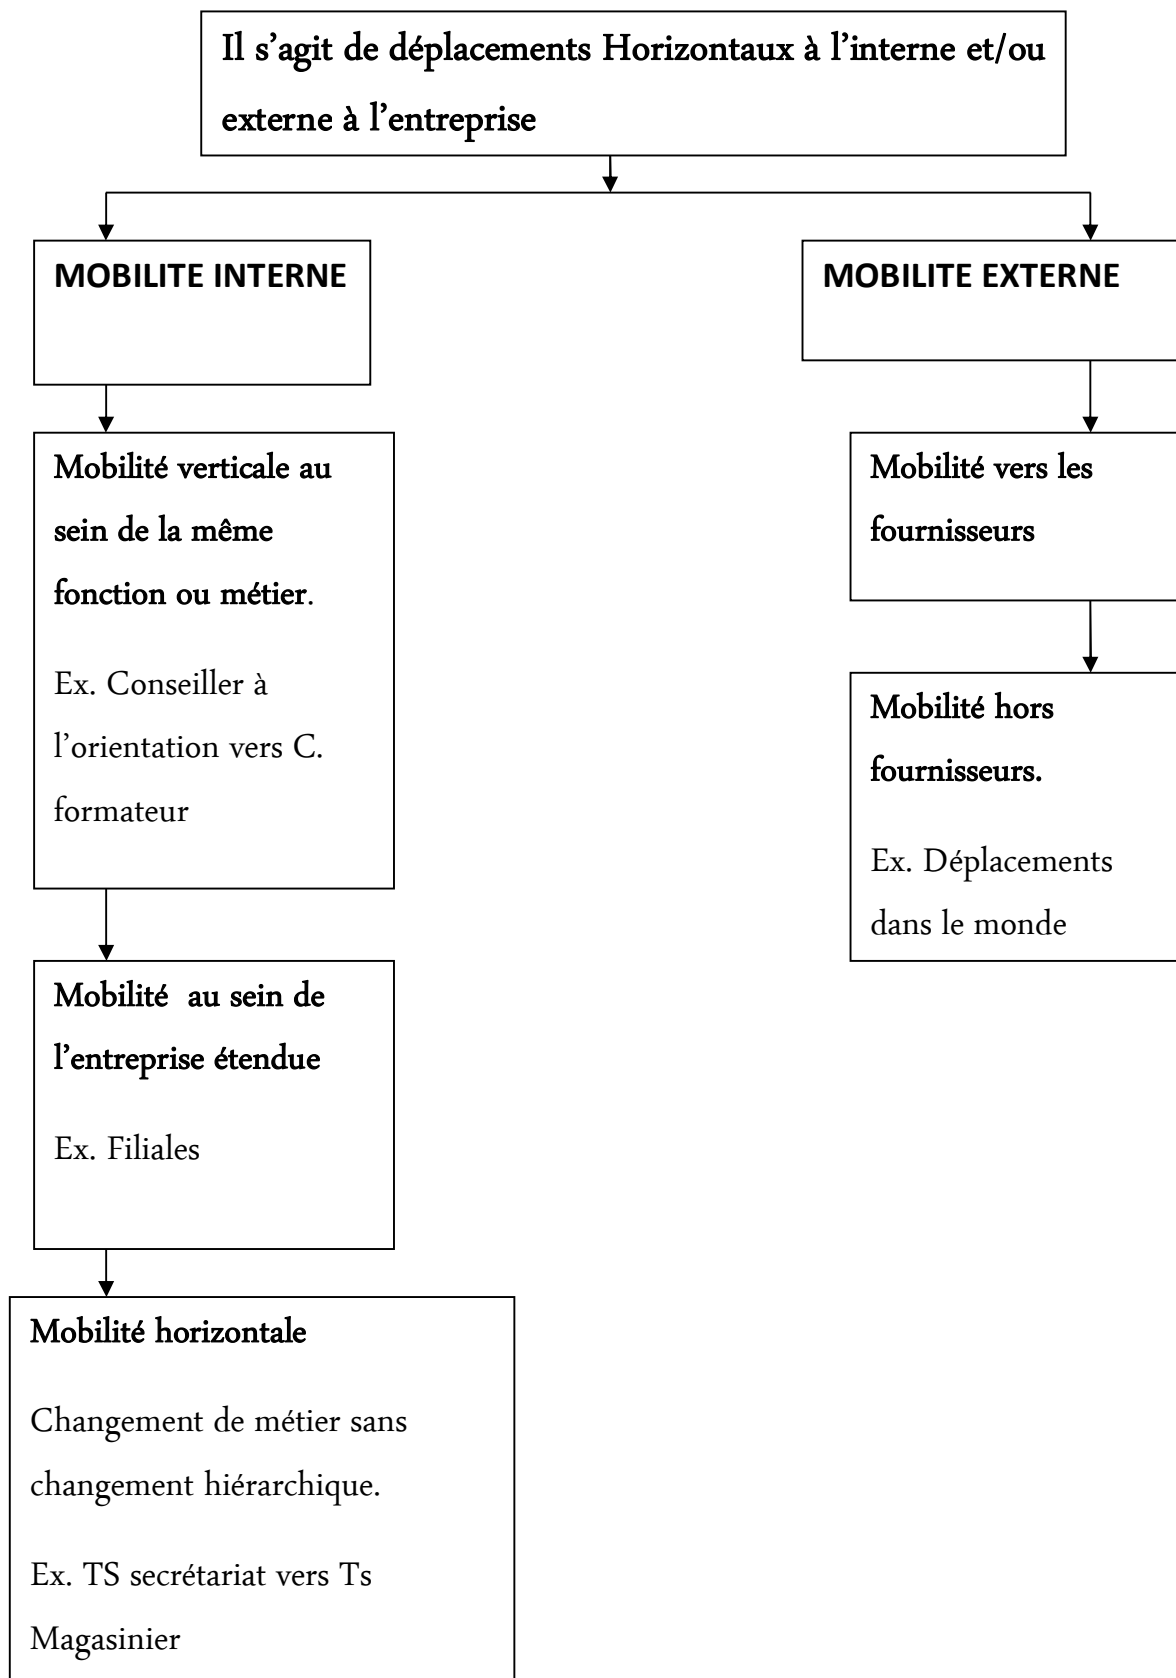 Il s’agit de déplacements Horizontaux à l’interne et/ou
externe à l’entreprise
MOBILITE INTERNE
MOBILITE EXTERNE
Mobilité verticale au
sein de la même
fonction ou métier.
Ex. Conseiller à
l’orientation vers C.
formateur
Mobilité vers les
fournisseurs
Mobilité hors
fournisseurs.
Ex. Déplacements
dans le monde
Mobilité  au sein de
l’entreprise étendue
Ex. Filiales
Mobilité horizontale
Changement de métier sans
changement hiérarchique.
Ex. TS secrétariat vers Ts
Magasinier